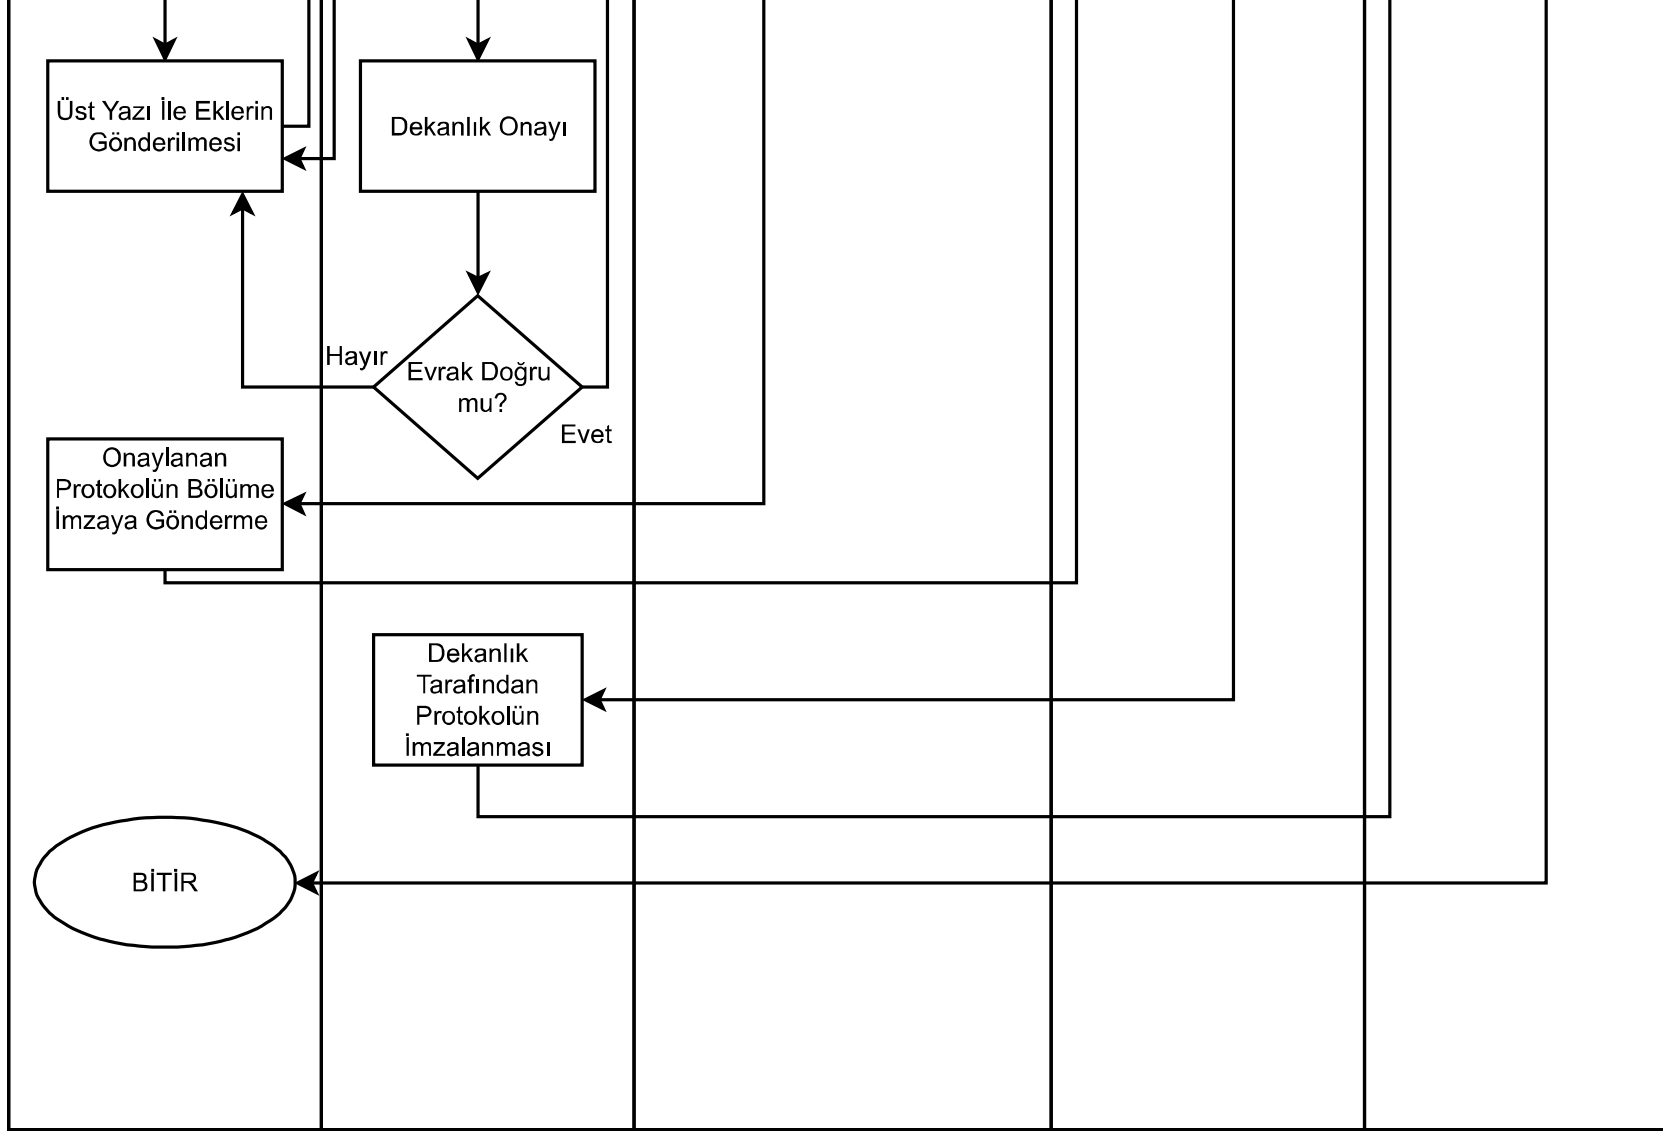 Üst Yazı İle Eklerin
Gönderilmesi
Dekanlık Onayı
Hayır
Evrak Doğru
mu?
Evet
Onaylanan
Protokolün Bölüme
İmzaya Gönderme
Dekanlık
Tarafından
Protokolün
İmzalanması
BİTİR